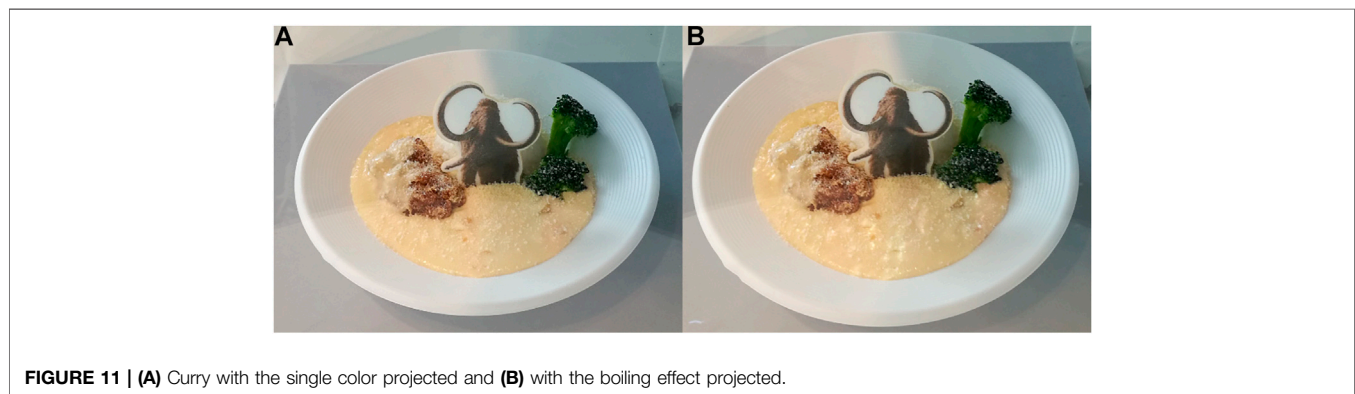 A B
FIGURE 11 | (A) Curry with the single color projected and (B) with the boiling effect projected.